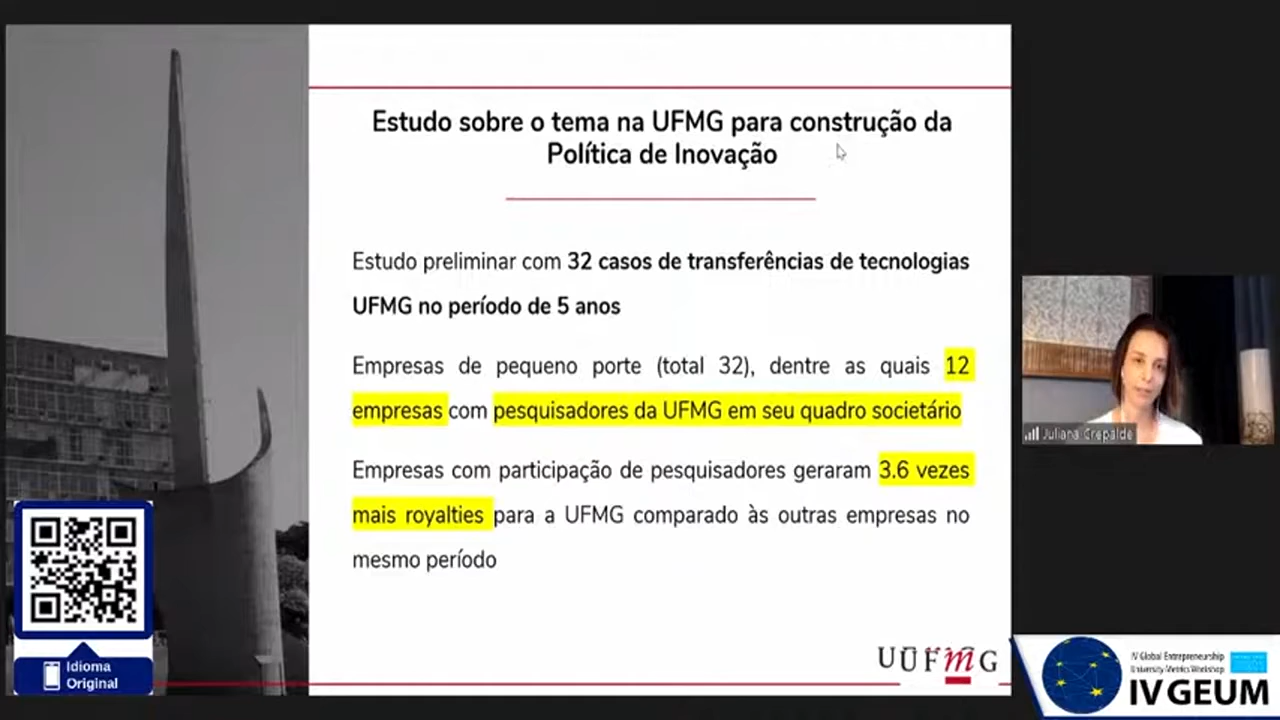 Estudo sobre o tema na UFMG para construção da
Política de Inovação
Estudo preliminar com 32 casos de transferências de tecnologias
UFMG no período de 5 anos
Empresas de pequeno porte (total 32), dentre as quais 12
empresas com pesquisadores da UFMG em seu quadro societário
Empresas com participação de pesquisadores geraram 3.6 vezes
mais royalties para a UFMG comparado às outras empresas no
mesmo período
Juliana Crepalde
Idioma
Original
UFMG
IV Global Entrepreneurship
University Metrics Workshop
IV GEUM